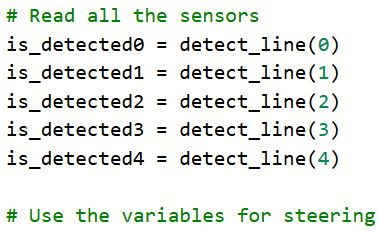 # Read all the sensors
is_detected0 = detect_line(0)
is_detected1 = detect_line(1)
is_detected2 = detect_line(2)
is_detected3 = detect_line(3)
is_detected4 = detect_line(4)

# Use the variables for steering